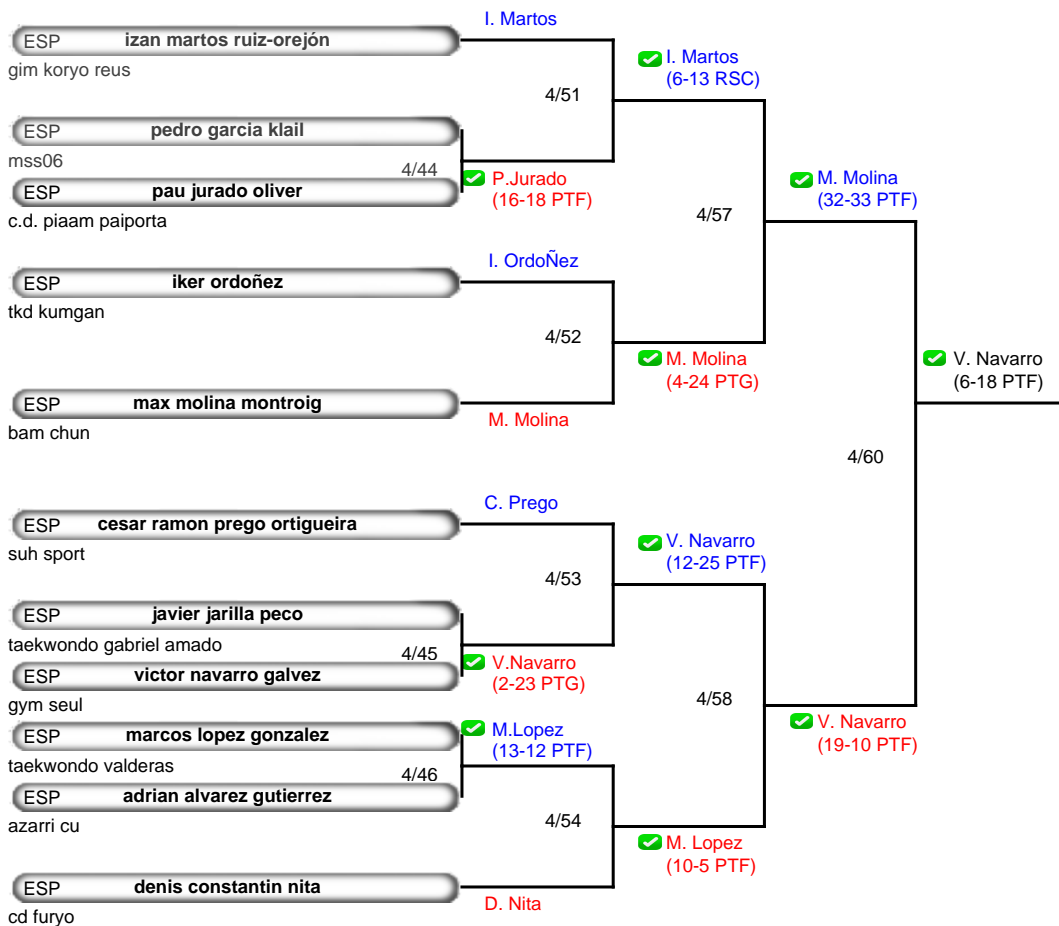 I. Martos
ESP izan martos ruiz-orejón
gim koryo reus
I. Martos
(6-13 RSC)
4/51
ESP pedro garcia klail
mss06
4/44
ESP pau jurado oliver
c.d. piaam paiporta
P.Jurado
(16-18 PTF)
M. Molina
(32-33 PTF)
4/57
I. OrdoÑez
ESP iker ordoñez
tkd kumgan
4/52
M. Molina
(4-24 PTG)
V. Navarro
(6-18 PTF)
ESP max molina montroig
bam chun
M. Molina
4/60
C. Prego
ESP cesar ramon prego ortigueira
suh sport
V. Navarro
(12-25 PTF)
4/53
ESP javier jarilla peco
taekwondo gabriel amado
4/45
ESP victor navarro galvez
gym seul
V.Navarro
(2-23 PTG)
4/58
V. Navarro
(19-10 PTF)
ESP marcos lopez gonzalez
taekwondo valderas
M.Lopez
(13-12 PTF)
4/46
ESP adrian alvarez gutierrez
azarri cu
4/54
M. Lopez
(10-5 PTF)
ESP denis constantin nita
cd furyo
D. Nita